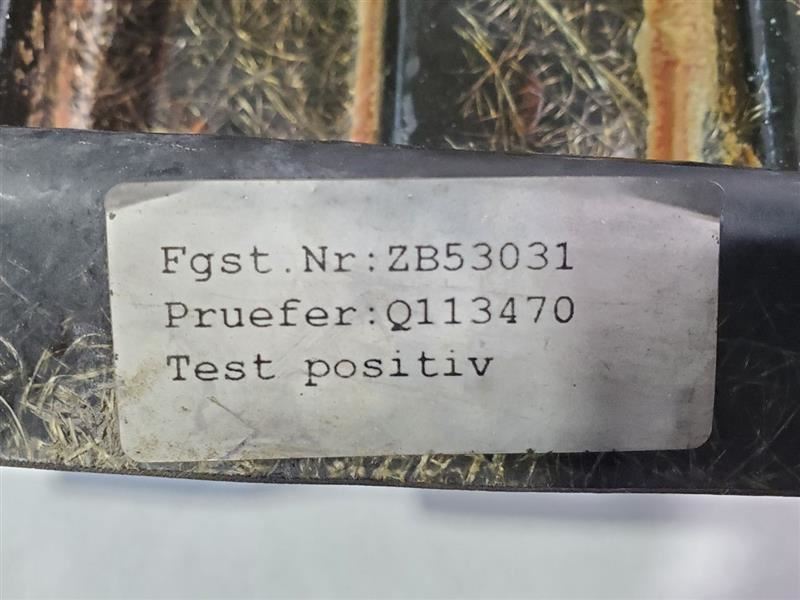 Fgst.Nr:ZB53031
Pruefer:Q113470
Test positiv